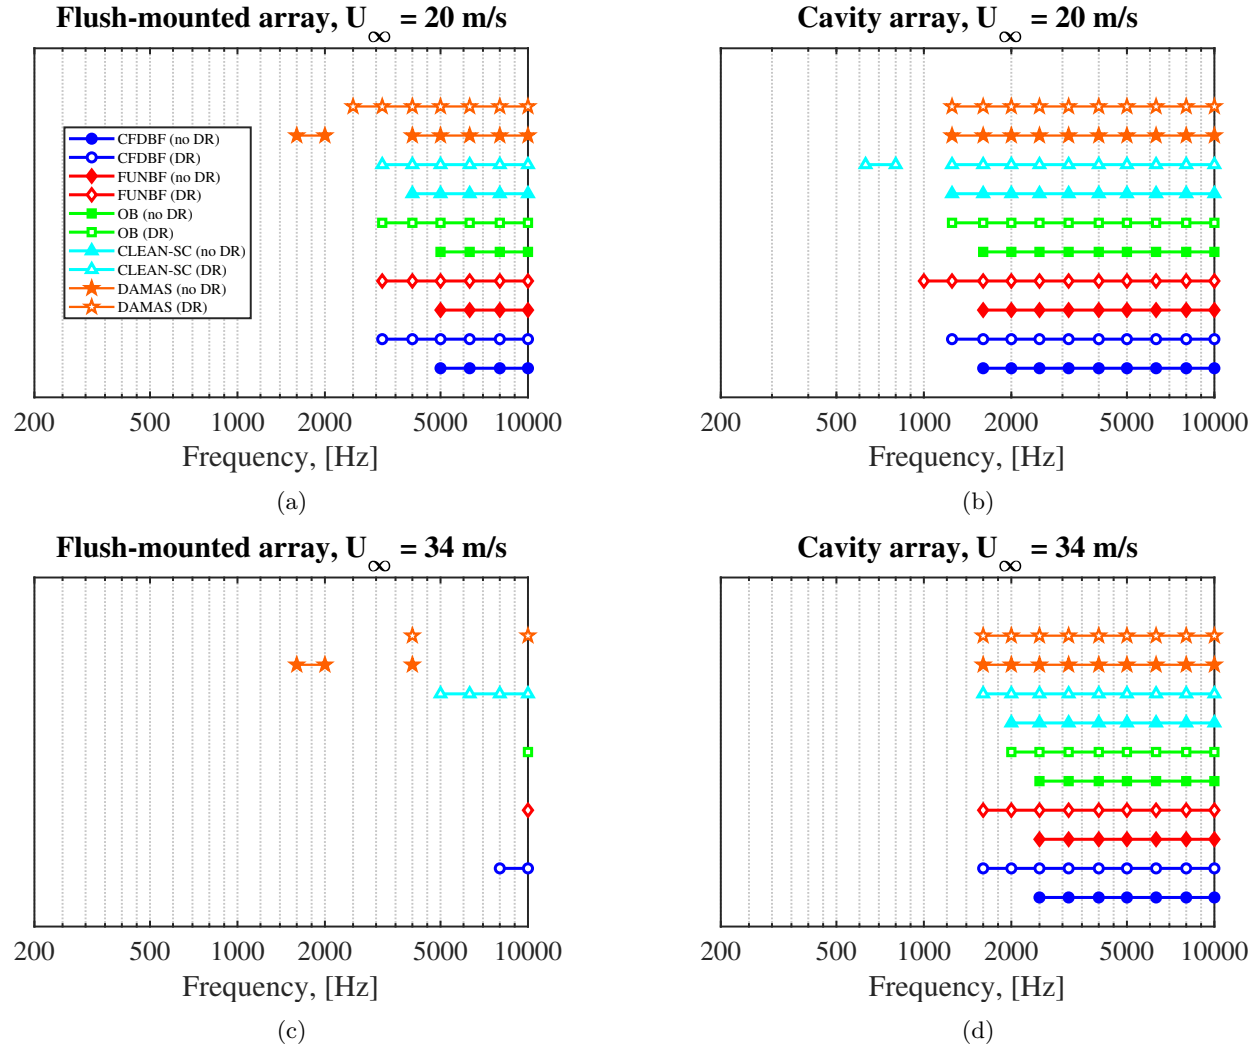 Flush-mounted array, U∞ = 20 m/s
CFDBF (no DR)
CFDBF (DR)
FUNBF (no DR)
FUNBF (DR)
OB (no DR)
OB (DR)
CLEAN-SC (no DR)
CLEAN-SC (DR)
DAMAS (no DR)
DAMAS (DR)
200 500 1000 2000 5000 10000
Frequency, [Hz]
(a)
Cavity array, U∞ = 20 m/s
200 500 1000 2000 5000 10000
Frequency, [Hz]
(b)
Flush-mounted array, U∞ = 34 m/s
200 500 1000 2000 5000 10000
Frequency, [Hz]
(c)
Cavity array, U∞ = 34 m/s
200 500 1000 2000 5000 10000
Frequency, [Hz]
(d)